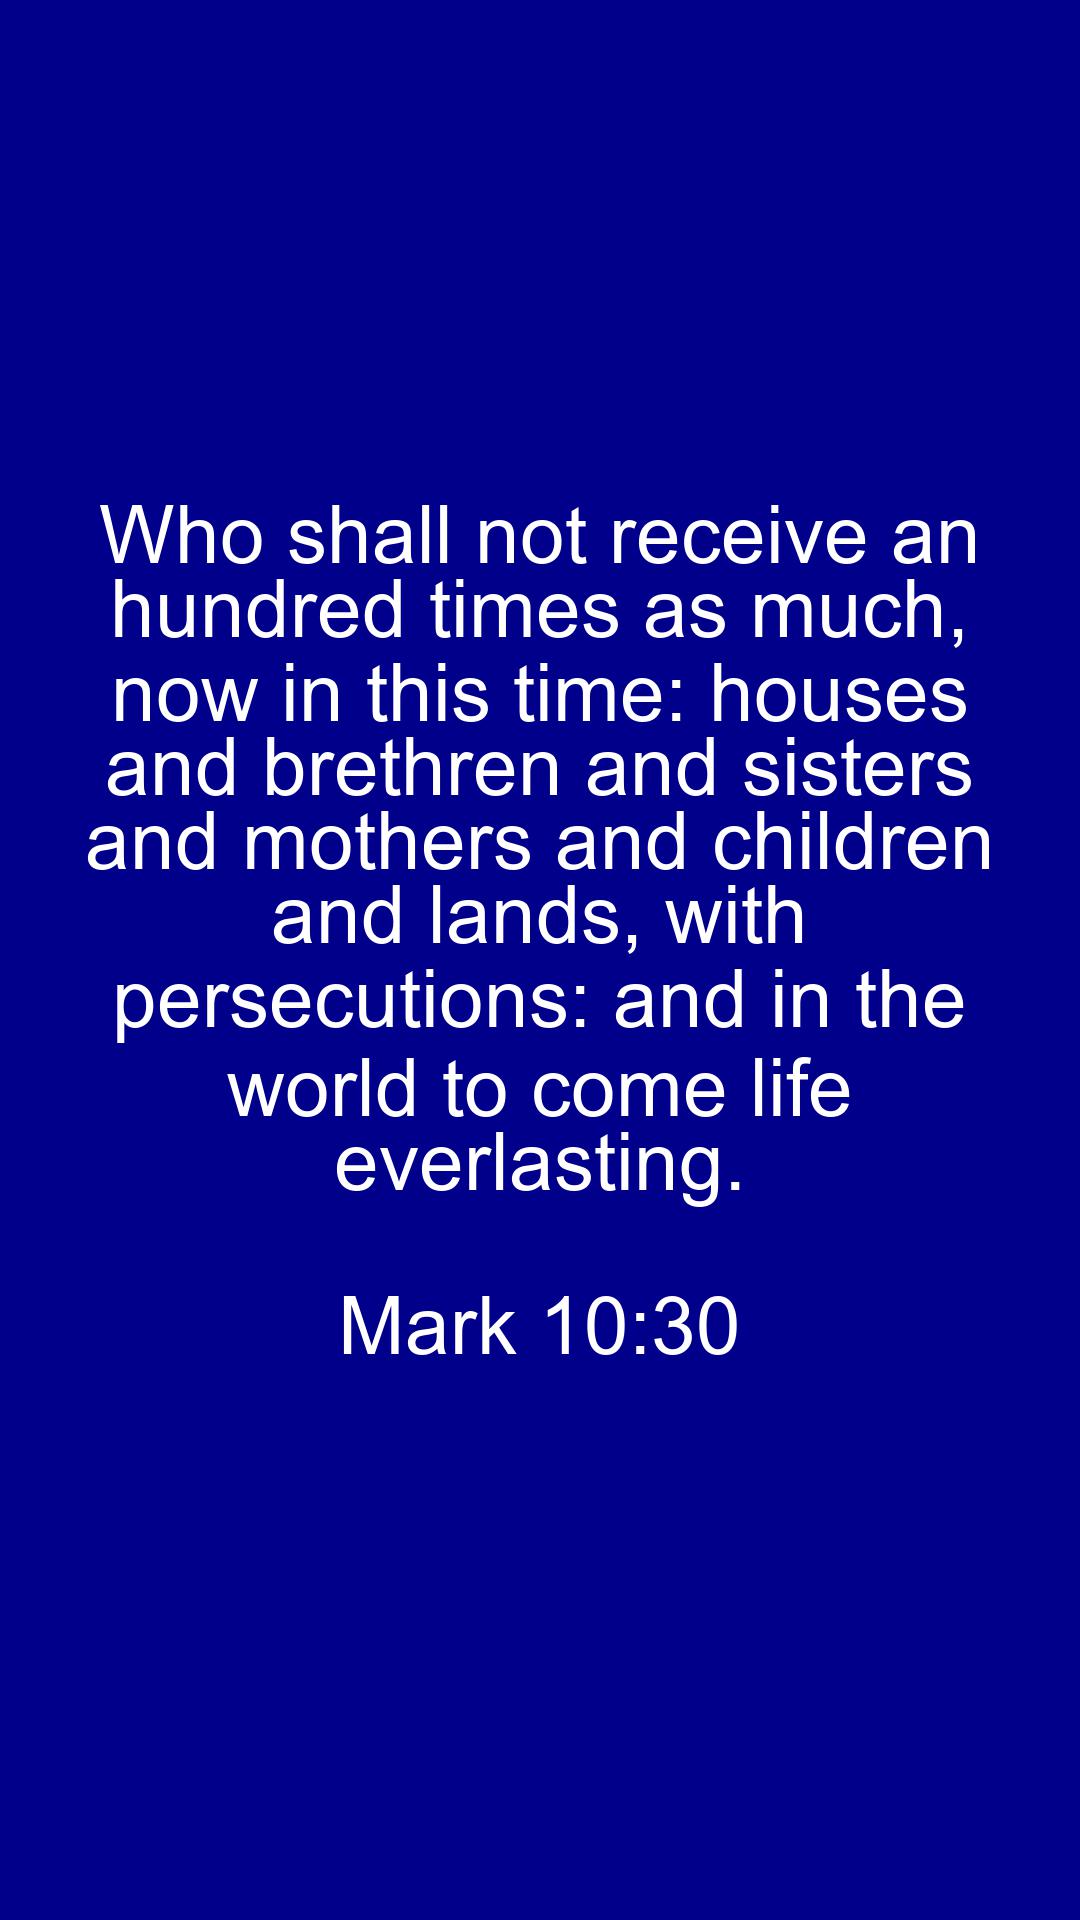 Who shall not receive an
hundred times as much,
now in this time: houses
and brethren and sisters
and mothers and children
and lands, with
persecutions: and in the
world to come life
everlasting.
Mark 10:30